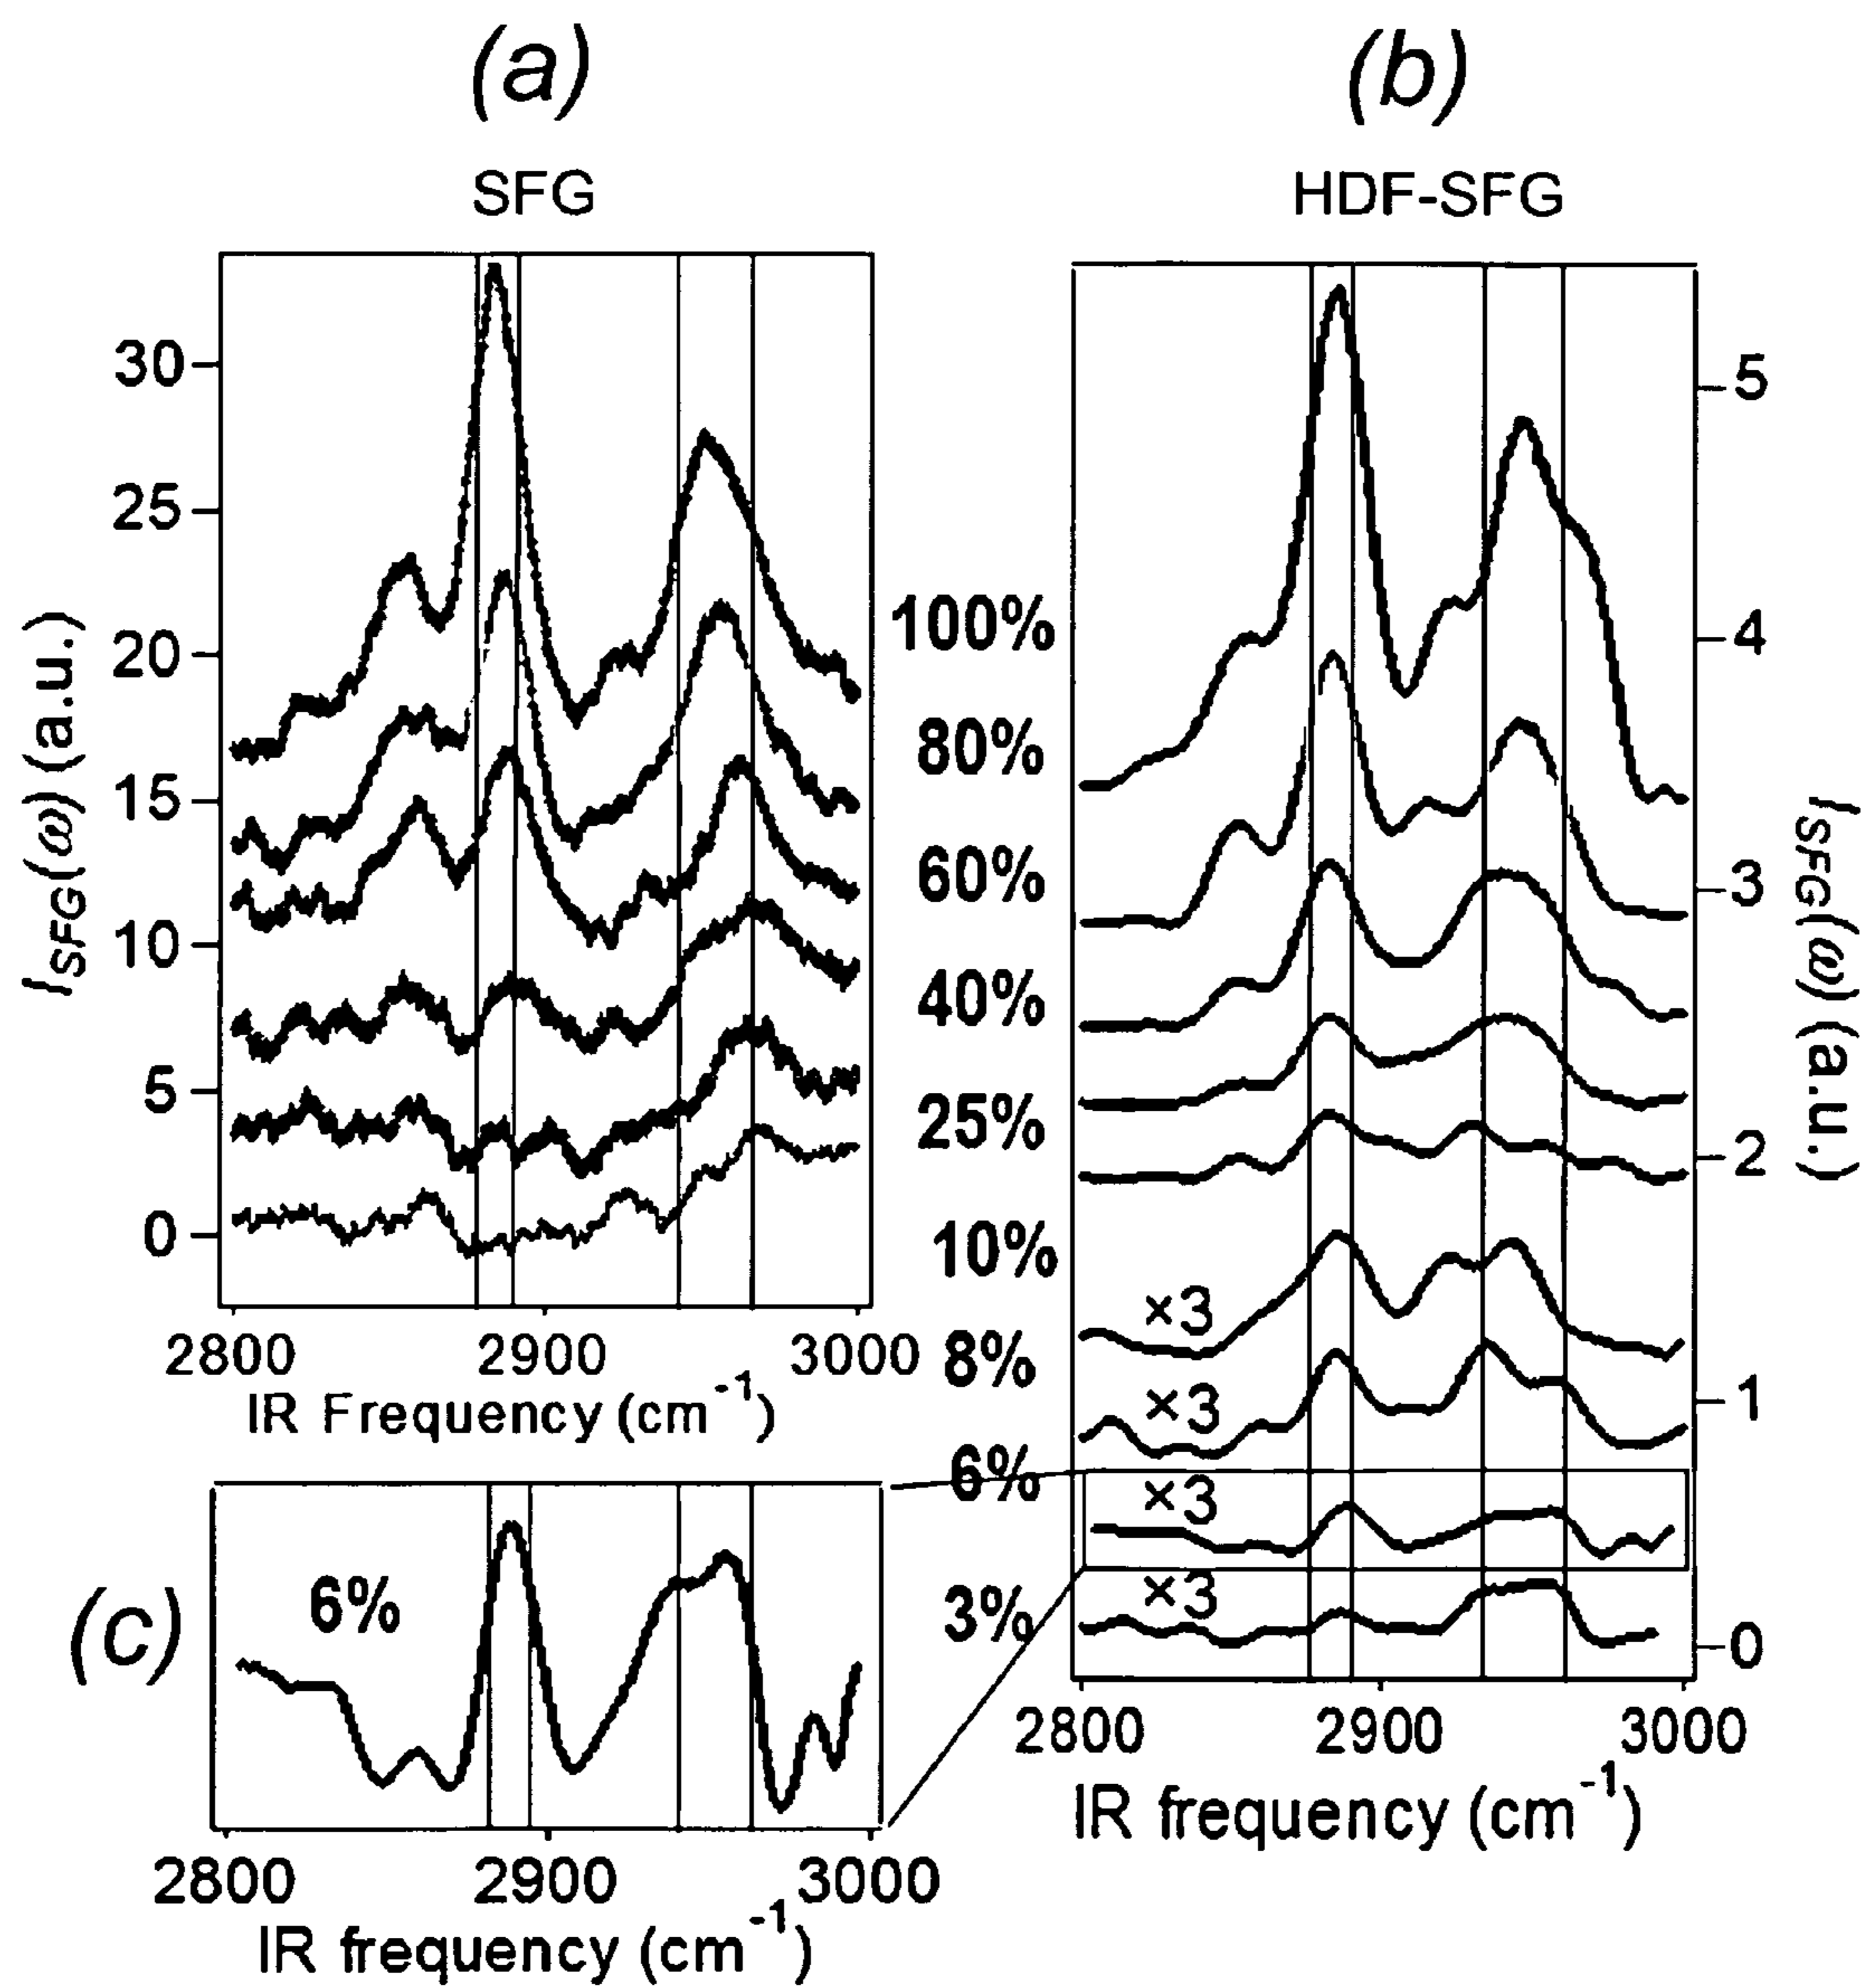 (a)
SFG
30
25
20
15
10
5
0
I_SFG(ω) (a.u.)
2800 2900 3000
IR Frequency (cm⁻¹)
100%
80%
60%
40%
25%
10%
8%
6%
3%
(b)
HDF-SFG
5
4
3
2
1
0
I_SFG(ω) (a.u.)
×3
×3
×3
×3
2800 2900 3000
IR frequency (cm⁻¹)
(c)
6%
2800 2900 3000
IR frequency (cm⁻¹)